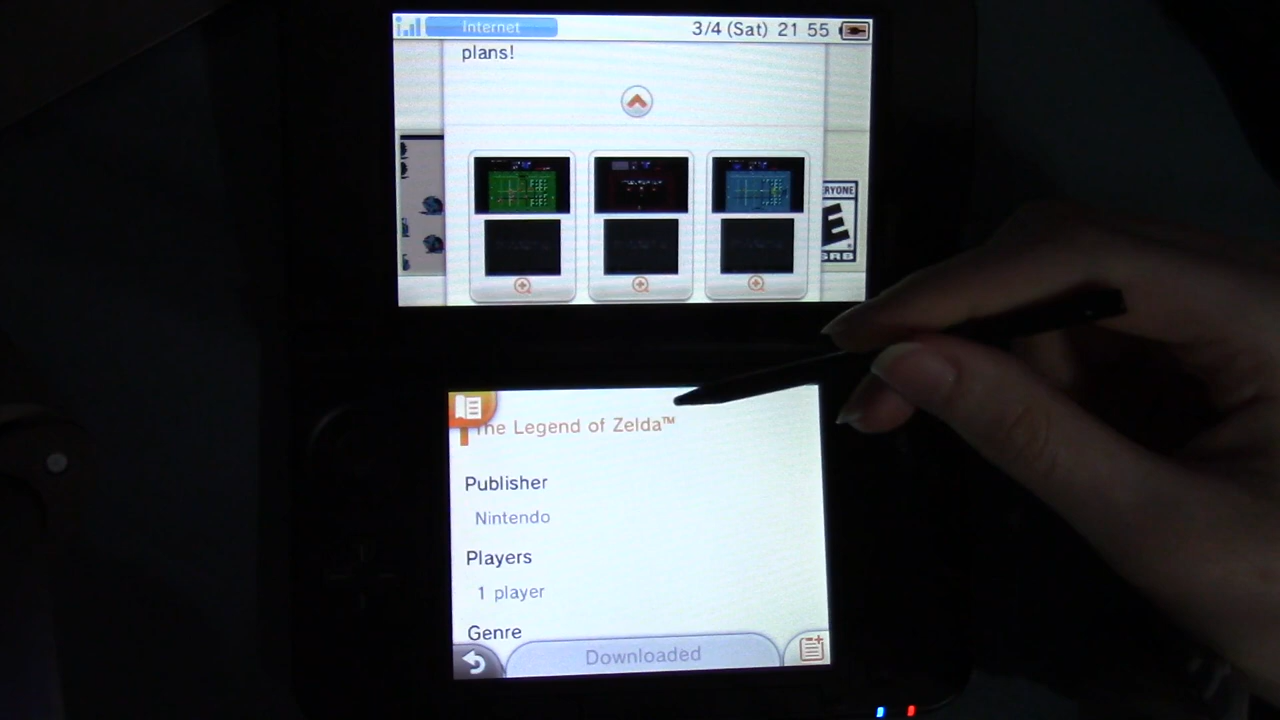 Internet 3/4 (Sat) 21 55
plans!
RYONE
E
SRB
The Legend of Zelda™
Publisher
Nintendo
Players
1 player
Genre
Downloaded